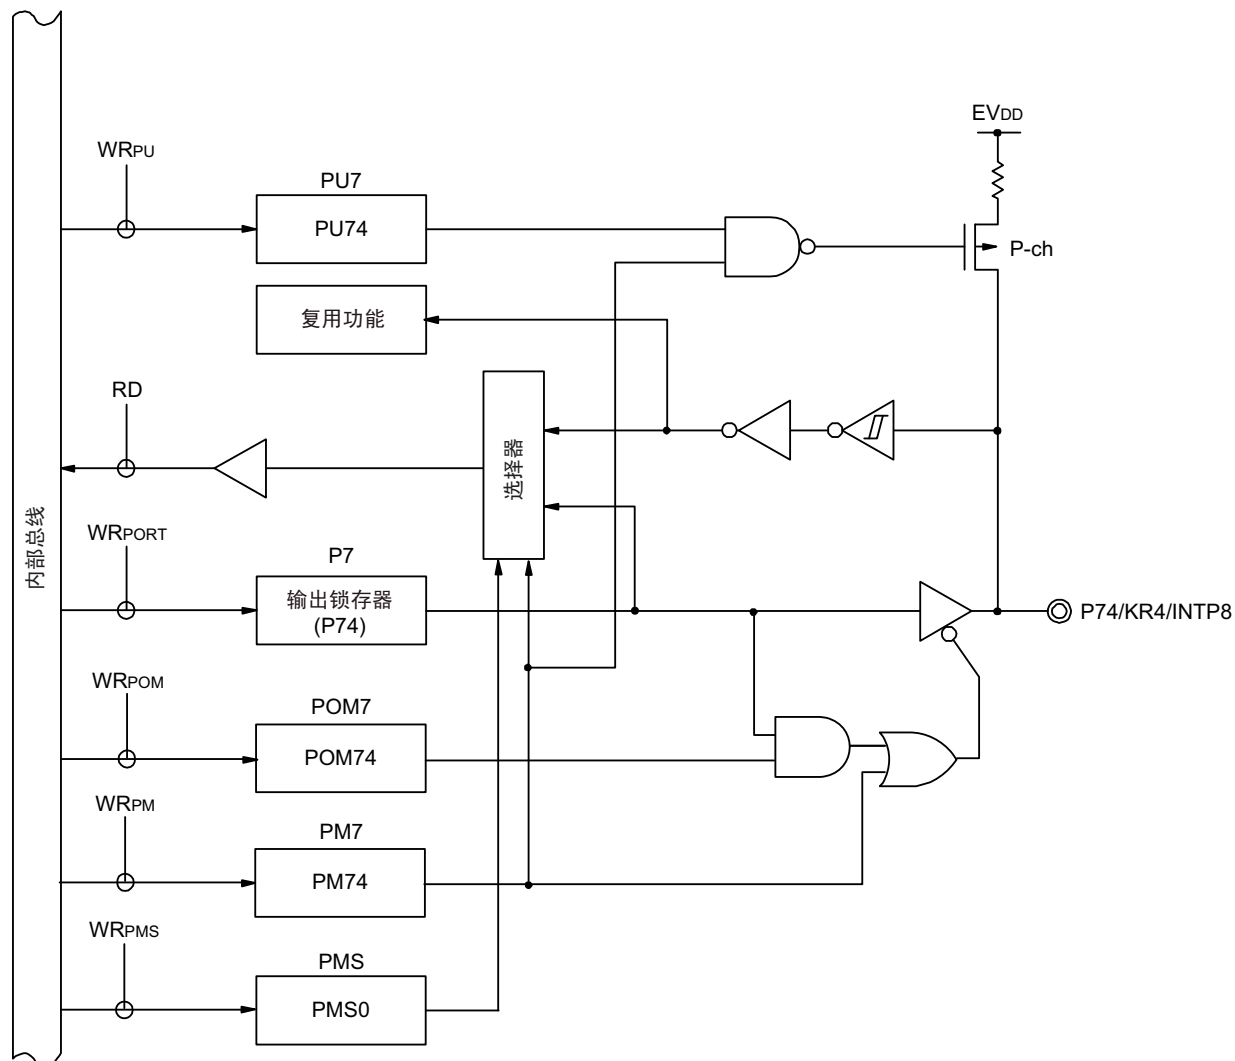 EVDD
WRPU
PU7
PU74
P-ch
复用功能
RD
选择器
内部总线
WRPORT
P7
输出锁存器
(P74)
P74/KR4/INTP8
WRPOM
POM7
POM74
WRPM
PM7
PM74
WRPMS
PMS
PMS0